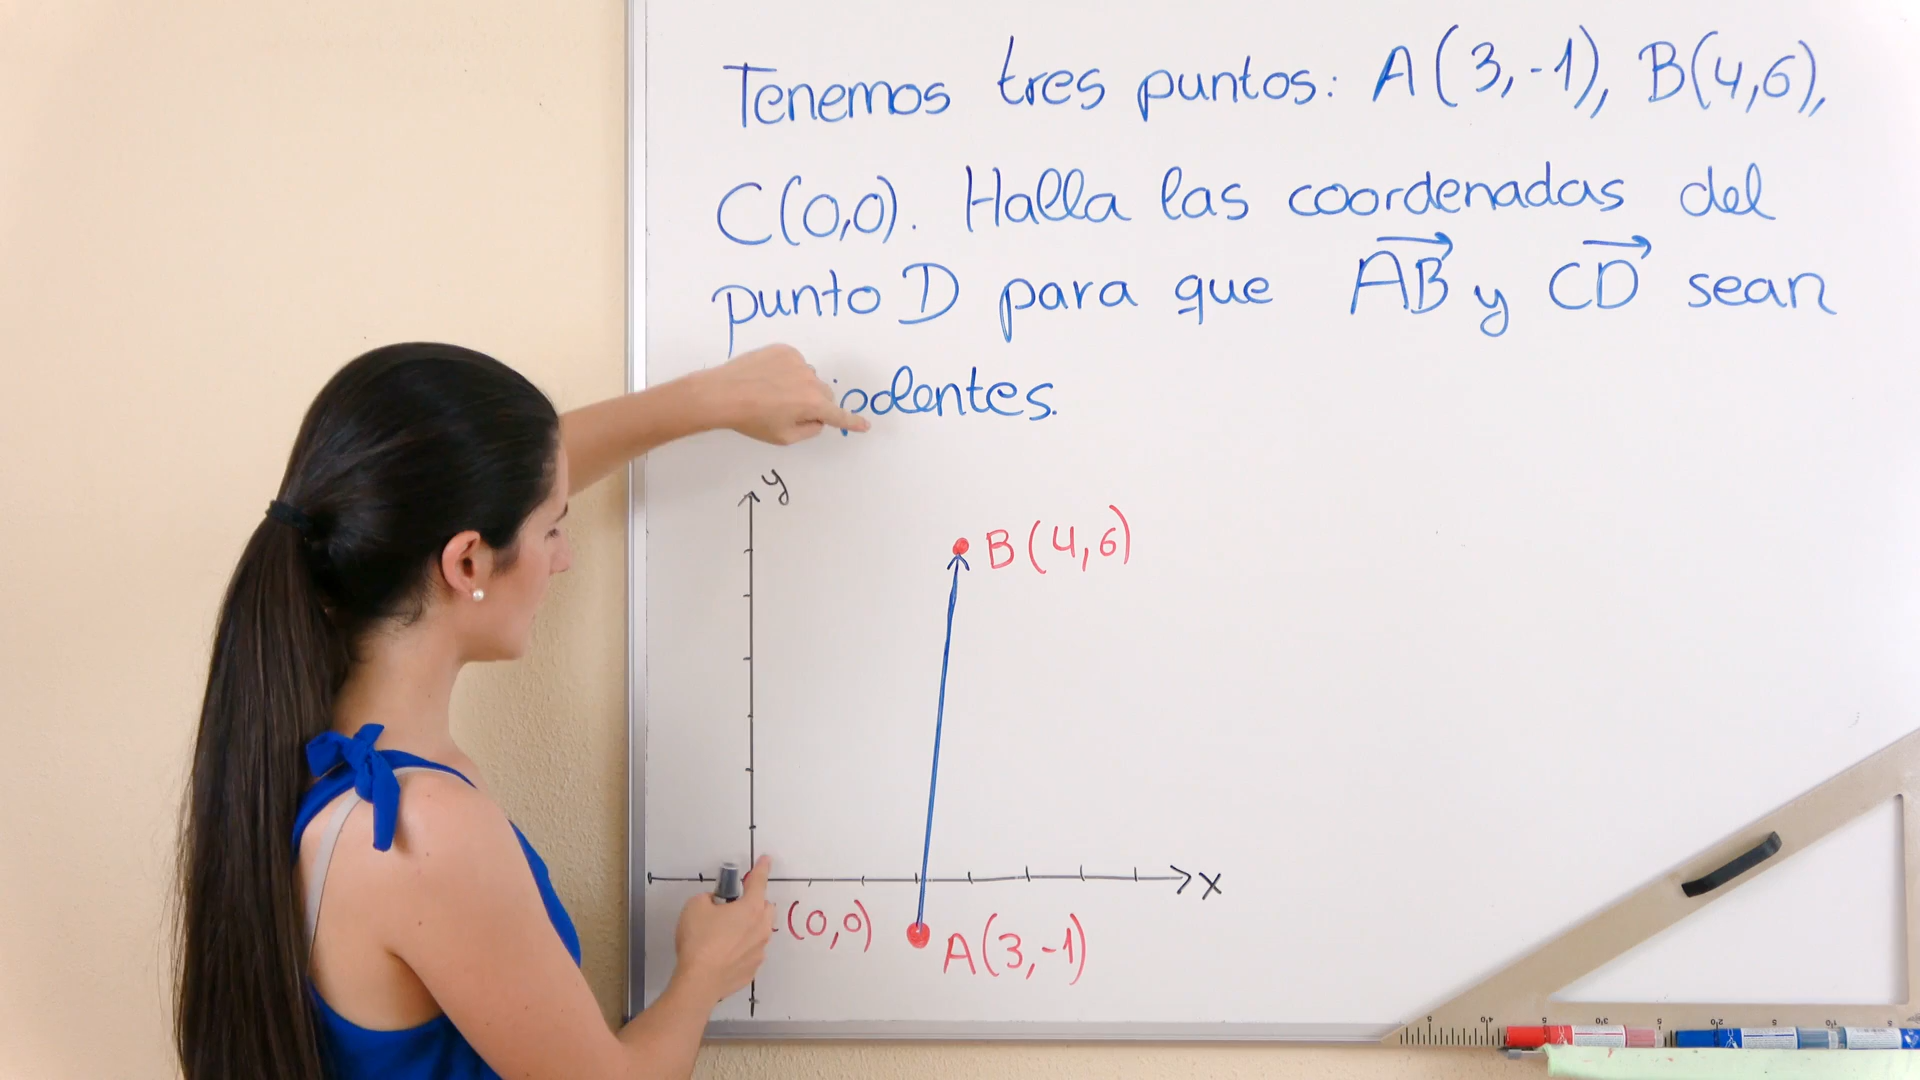 Tenemos tres puntos: A(3,-1), B(4,6),
C(0,0). Halla las coordenadas del
punto D para que AB y CD sean
y
B(4,6)
x
(0,0)
A(3,-1)